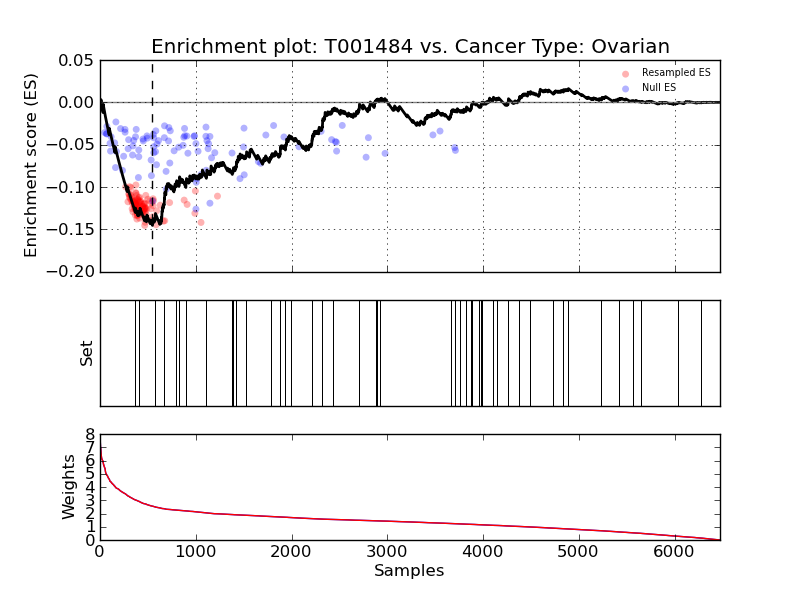 Enrichment plot: T001484 vs. Cancer Type: Ovarian
Enrichment score (ES)
0.05
0.00
−0.05
−0.10
−0.15
−0.20
Resampled ES
Null ES
Set
Weights
8
7
6
5
4
3
2
1
0
0 1000 2000 3000 4000 5000 6000
Samples